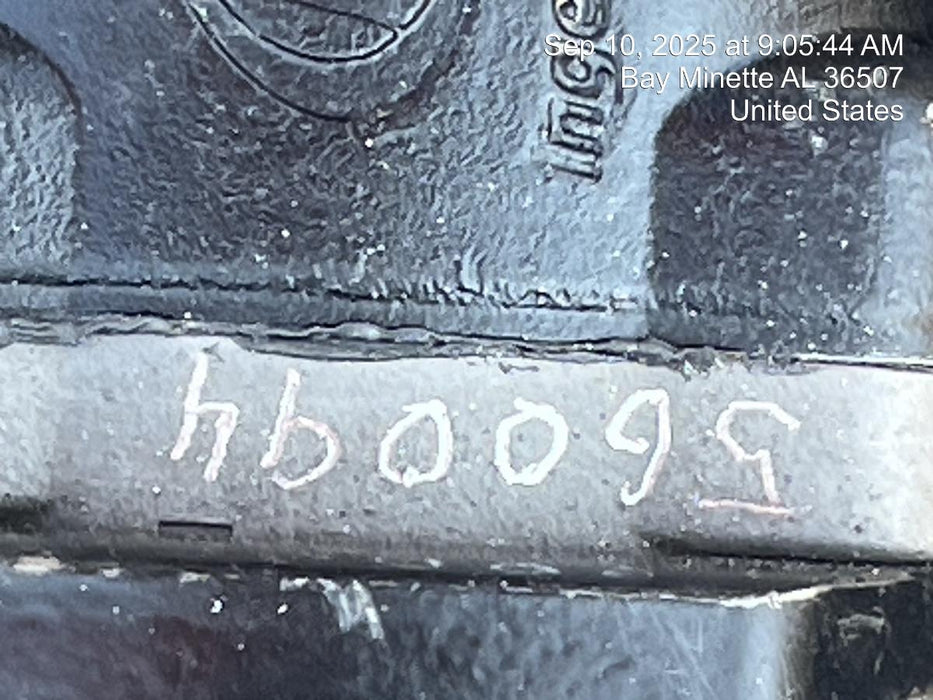 Sep 10, 2025 at 9:05:44 AM
Bay Minette AL 36507
United States
560094